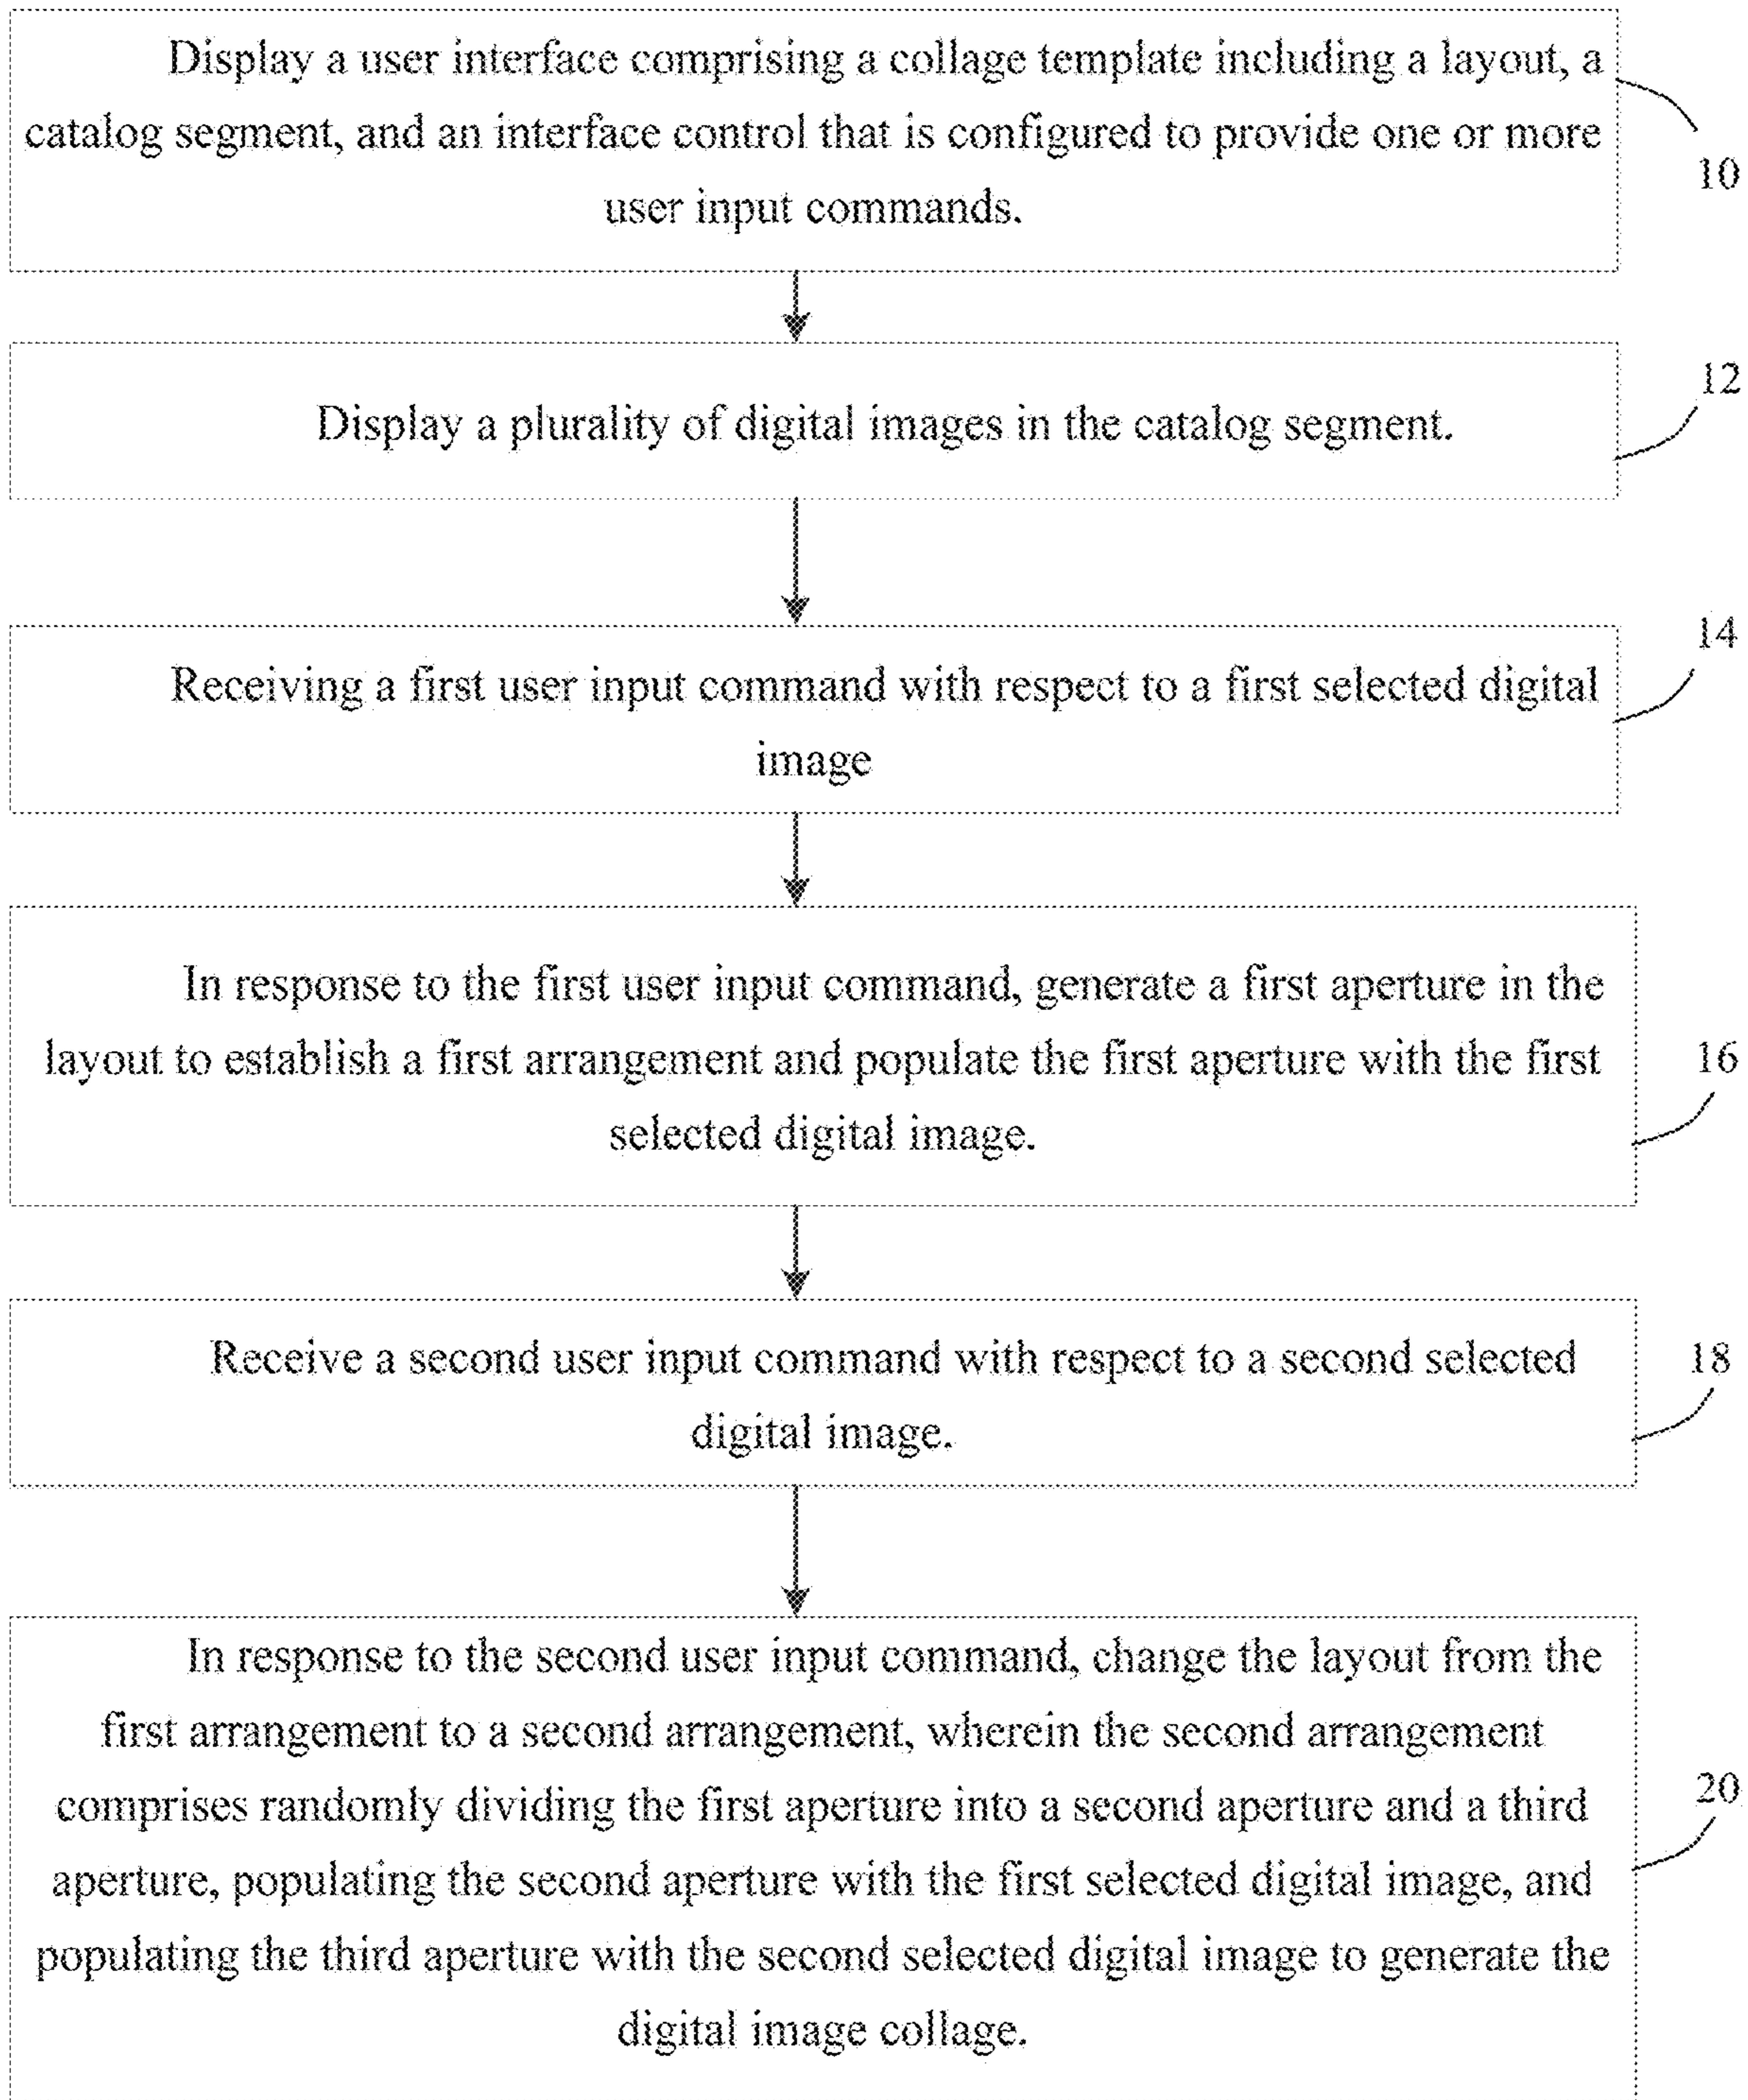 Display a user interface comprising a collage template including a layout, a
catalog segment, and an interface control that is configured to provide one or more
user input commands.
10
Display a plurality of digital images in the catalog segment.
12
Receiving a first user input command with respect to a first selected digital
image
14
In response to the first user input command, generate a first aperture in the
layout to establish a first arrangement and populate the first aperture with the first
selected digital image.
16
Receive a second user input command with respect to a second selected
digital image.
18
In response to the second user input command, change the layout from the
first arrangement to a second arrangement, wherein the second arrangement
comprises randomly dividing the first aperture into a second aperture and a third
aperture, populating the second aperture with the first selected digital image, and
populating the third aperture with the second selected digital image to generate the
digital image collage.
20